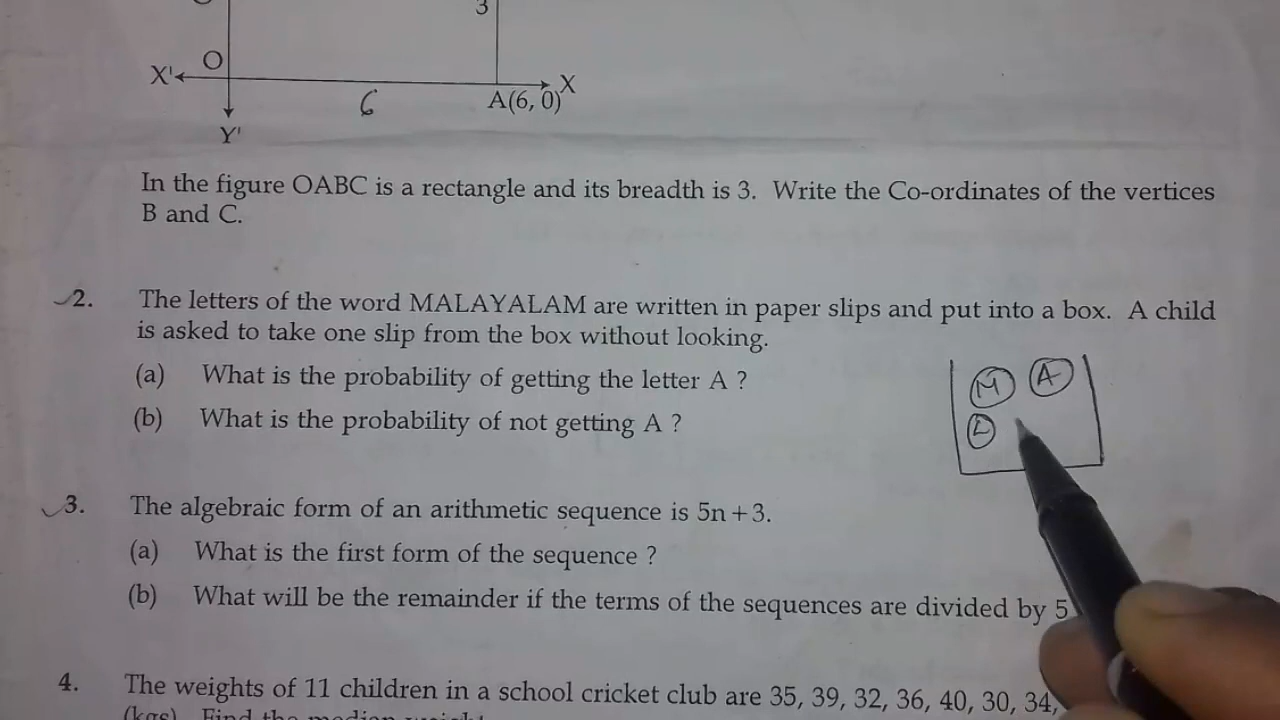 3
O
X'
X
6
A(6, 0)
Y'
In the figure OABC is a rectangle and its breadth is 3. Write the Co-ordinates of the vertices
B and C.
2. The letters of the word MALAYALAM are written in paper slips and put into a box. A child
is asked to take one slip from the box without looking.
(a) What is the probability of getting the letter A ?
(b) What is the probability of not getting A ?
M A
L
3. The algebraic form of an arithmetic sequence is 5n + 3.
(a) What is the first form of the sequence ?
(b) What will be the remainder if the terms of the sequences are divided by 5
4. The weights of 11 children in a school cricket club are 35, 39, 32, 36, 40, 30, 34,
(kgs) Find the median weight